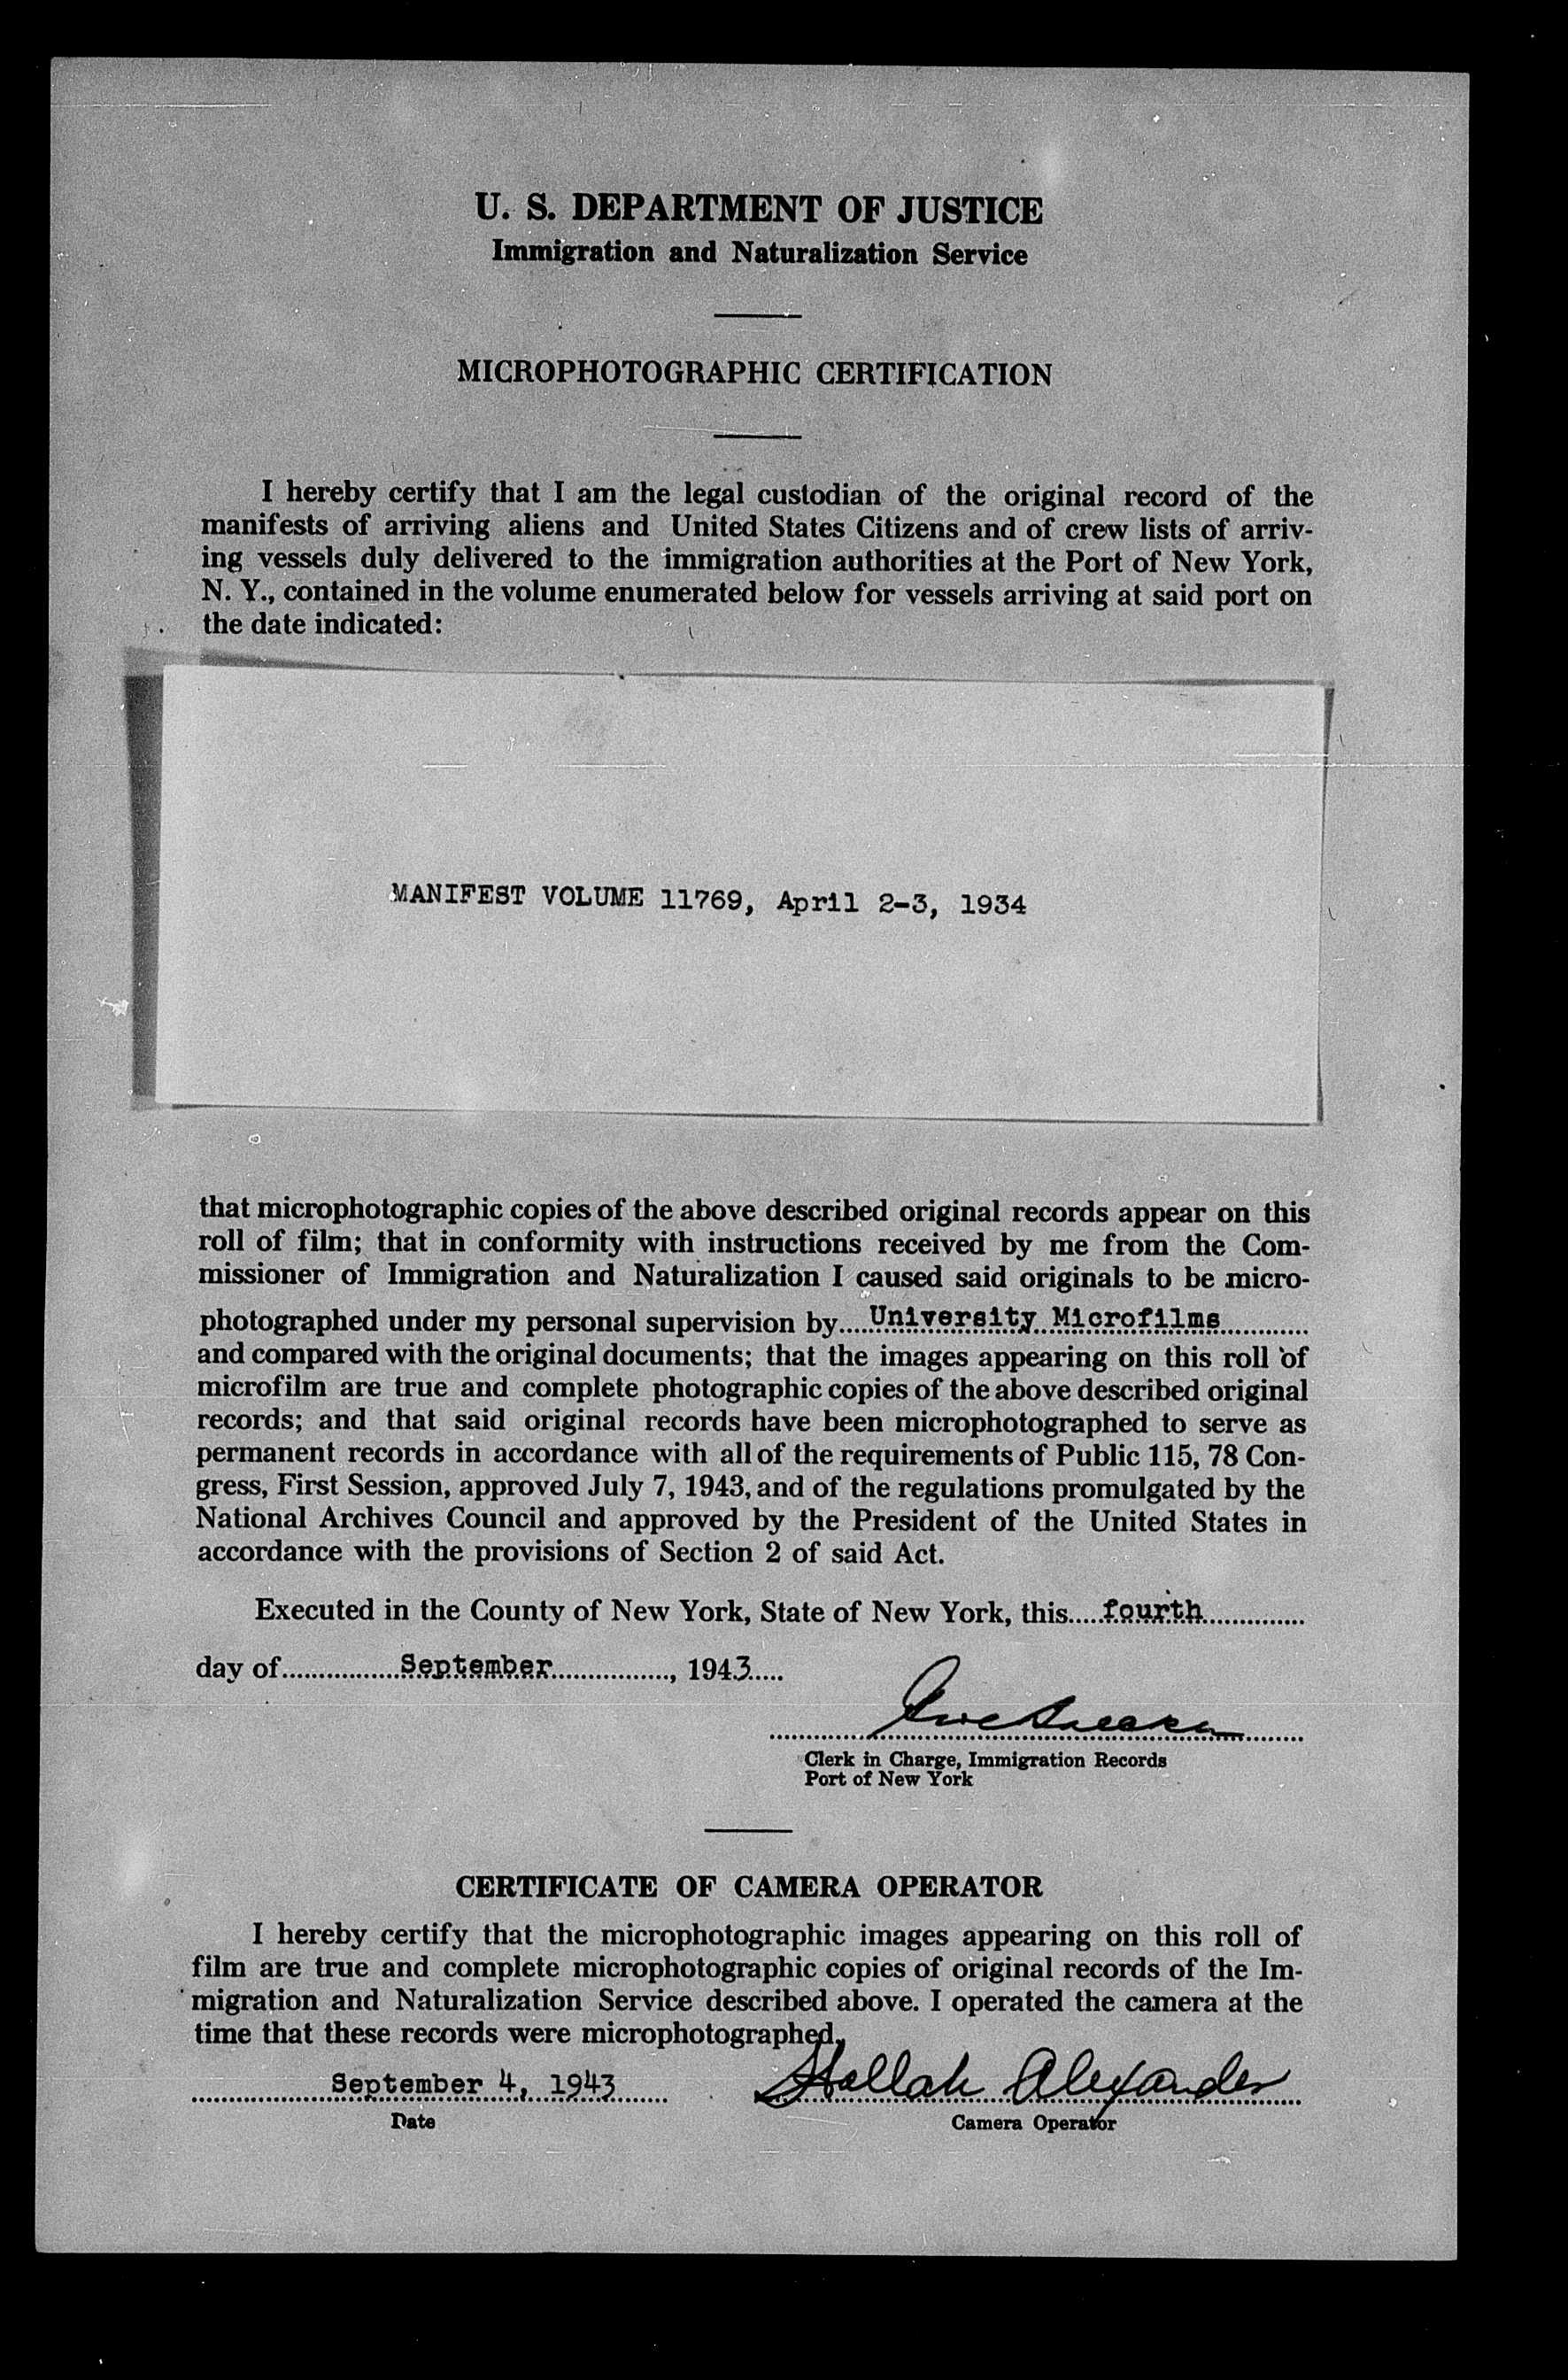 U. S. DEPARTMENT OF JUSTICE
Immigration and Naturalization Service
MICROPHOTOGRAPHIC CERTIFICATION
I hereby certify that I am the legal custodian of the original record of the
manifests of arriving aliens and United States Citizens and of crew lists of arriv-
ing vessels duly delivered to the immigration authorities at the Port of New York,
N. Y., contained in the volume enumerated below for vessels arriving at said port on
the date indicated:
MANIFEST VOLUME 11769, April 2-3, 1934
that microphotographic copies of the above described original records appear on this
roll of film; that in conformity with instructions received by me from the Com-
missioner of Immigration and Naturalization I caused said originals to be micro-
photographed under my personal supervision by....University Microfilms............
and compared with the original documents; that the images appearing on this roll of
microfilm are true and complete photographic copies of the above described original
records; and that said original records have been microphotographed to serve as
permanent records in accordance with all of the requirements of Public 115, 78 Con-
gress, First Session, approved July 7, 1943, and of the regulations promulgated by the
National Archives Council and approved by the President of the United States in
accordance with the provisions of Section 2 of said Act.
Executed in the County of New York, State of New York, this.....fourth..............
day of................September................, 1943.....
Clerk in Charge, Immigration Records
Port of New York
CERTIFICATE OF CAMERA OPERATOR
I hereby certify that the microphotographic images appearing on this roll of
film are true and complete microphotographic copies of original records of the Im-
migration and Naturalization Service described above. I operated the camera at the
time that these records were microphotographed.
September 4, 1943 Alexander
Date Camera Operator